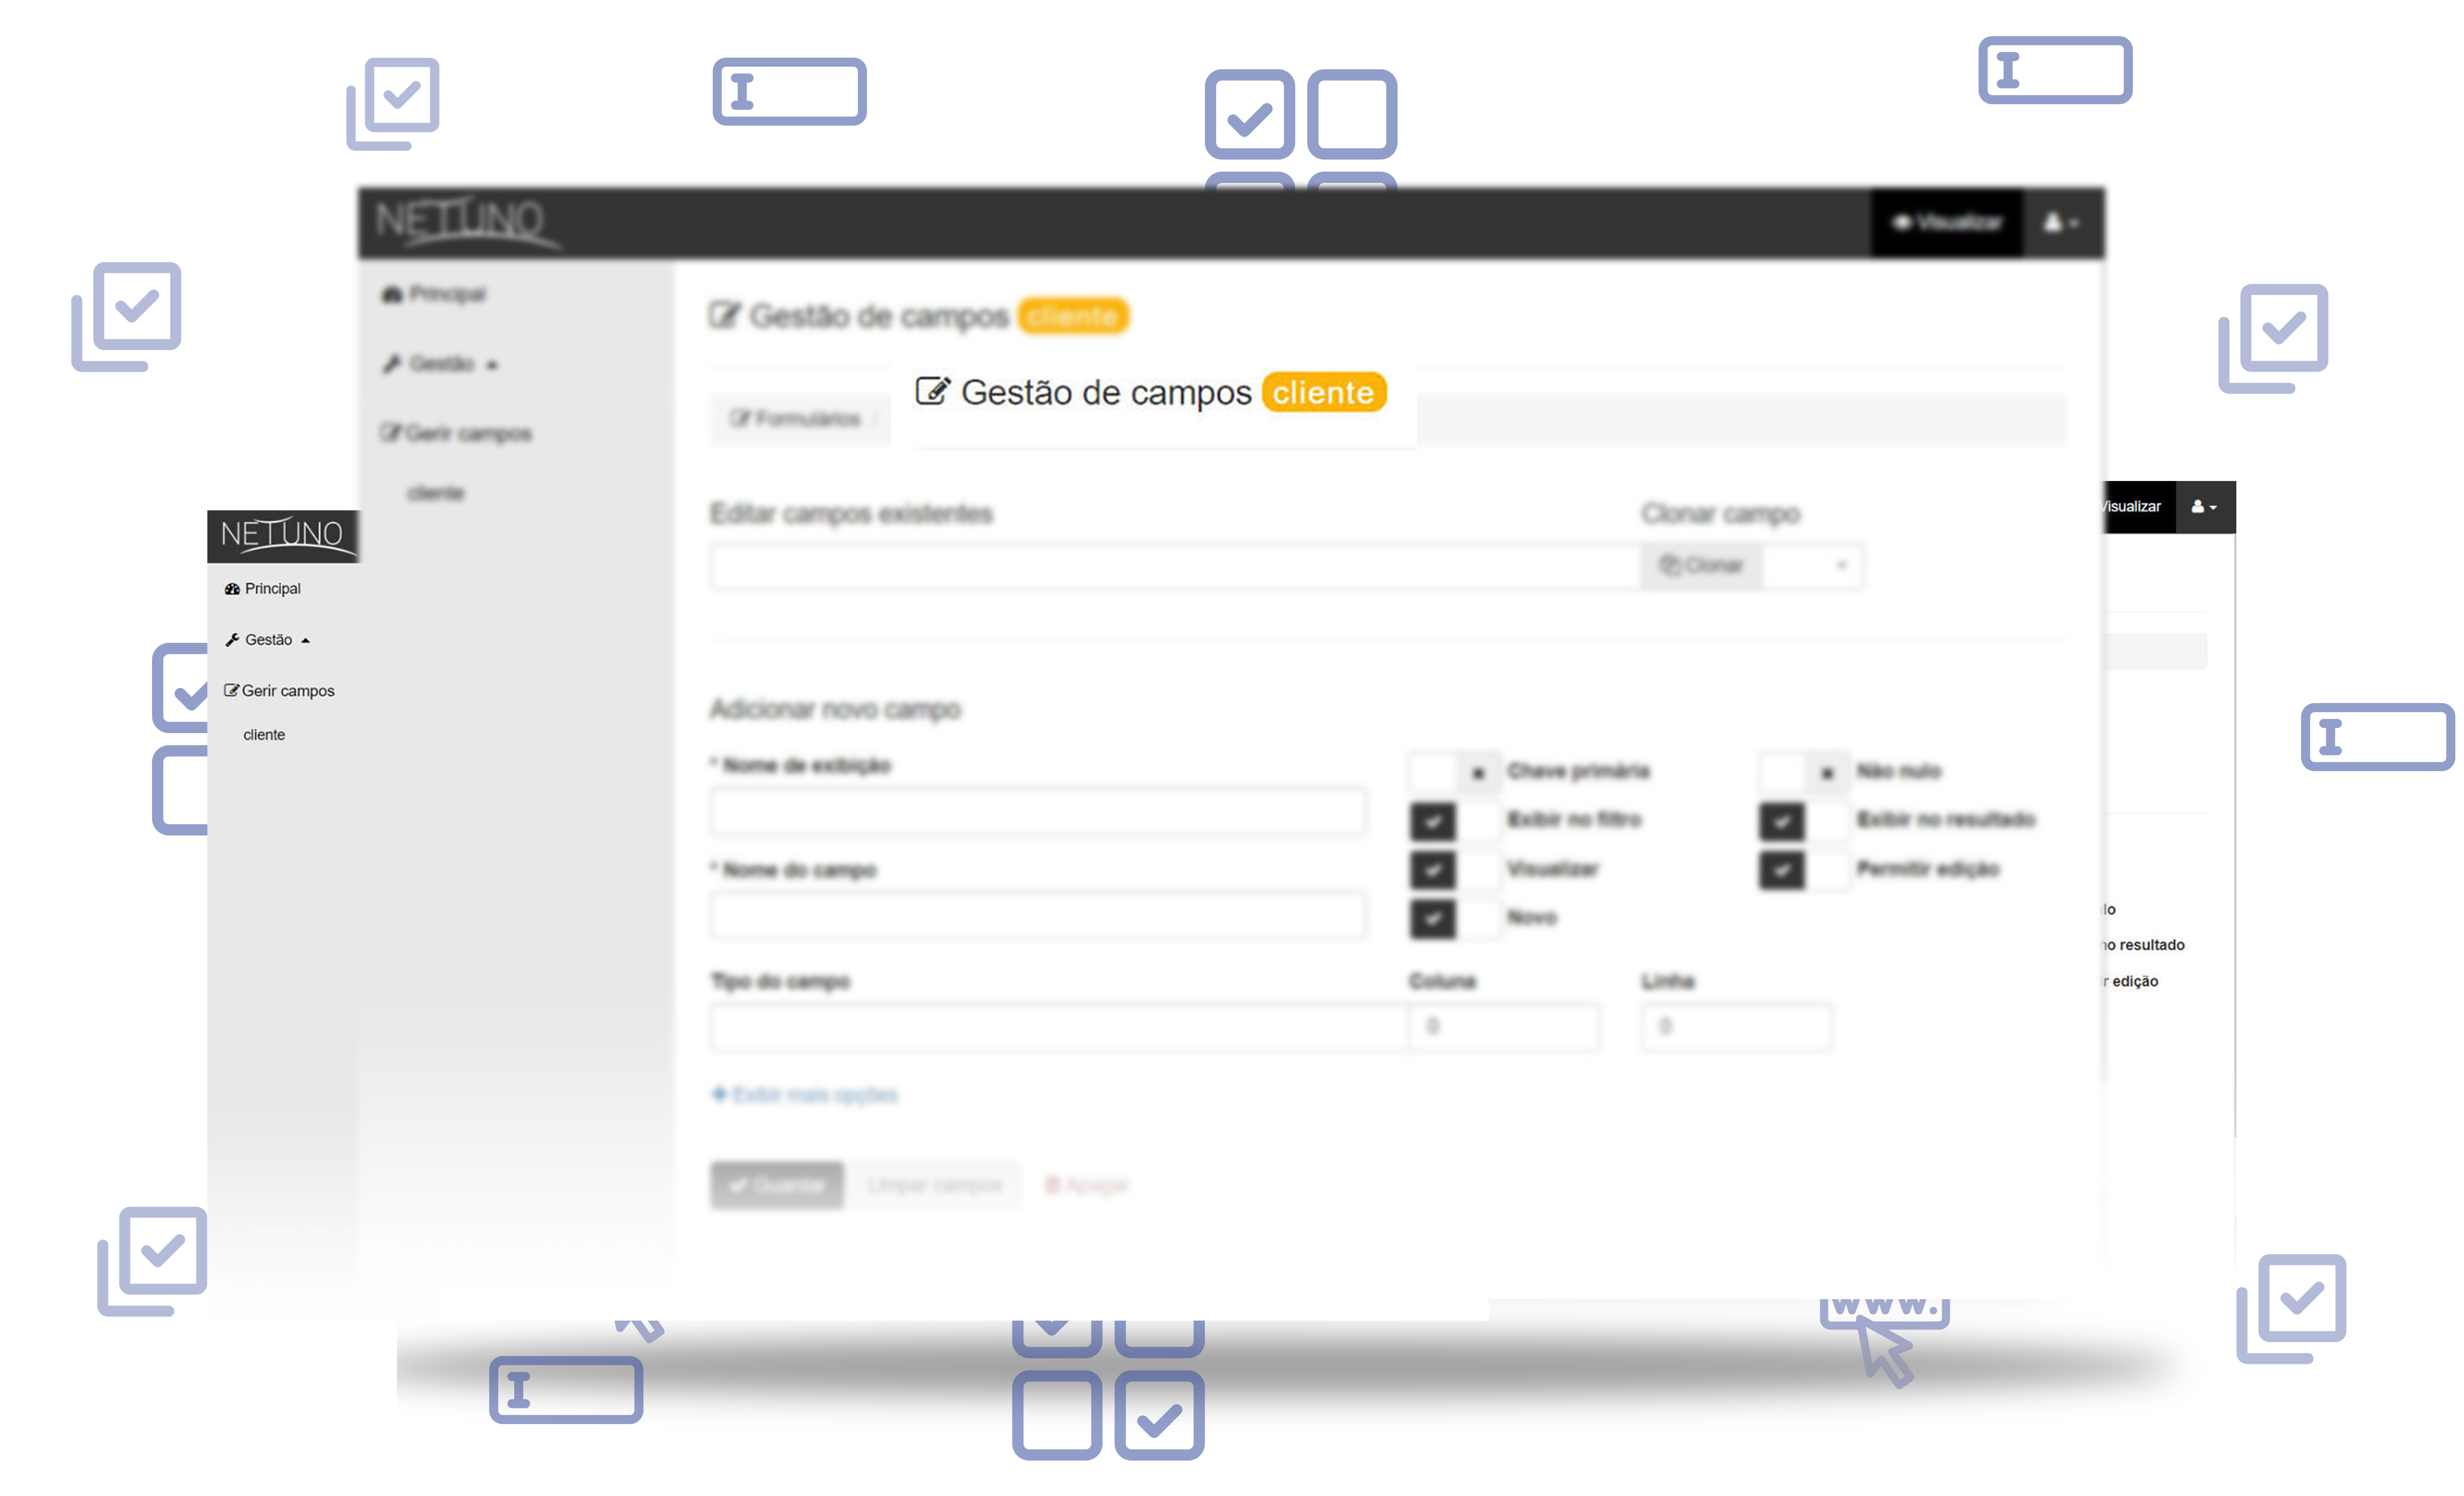 NETUNO
Visualizar
Principal
Gestão
Gerir campos
cliente
Gestão de campos cliente
Formulários /
Gestão de campos cliente
Editar campos existentes
Clonar campo
Clonar
Adicionar novo campo
* Nome de exibição
Chave primária
Não nulo
Exibir no filtro
Exibir no resultado
* Nome do campo
Visualizar
Permitir edição
Novo
Tipo do campo
Coluna
Linha
0
0
Exibir mais opções
Guardar
Limpar campos
Apagar
NETUNO
Principal
Gestão
Gerir campos
cliente
Visualizar
lo
no resultado
r edição
www.